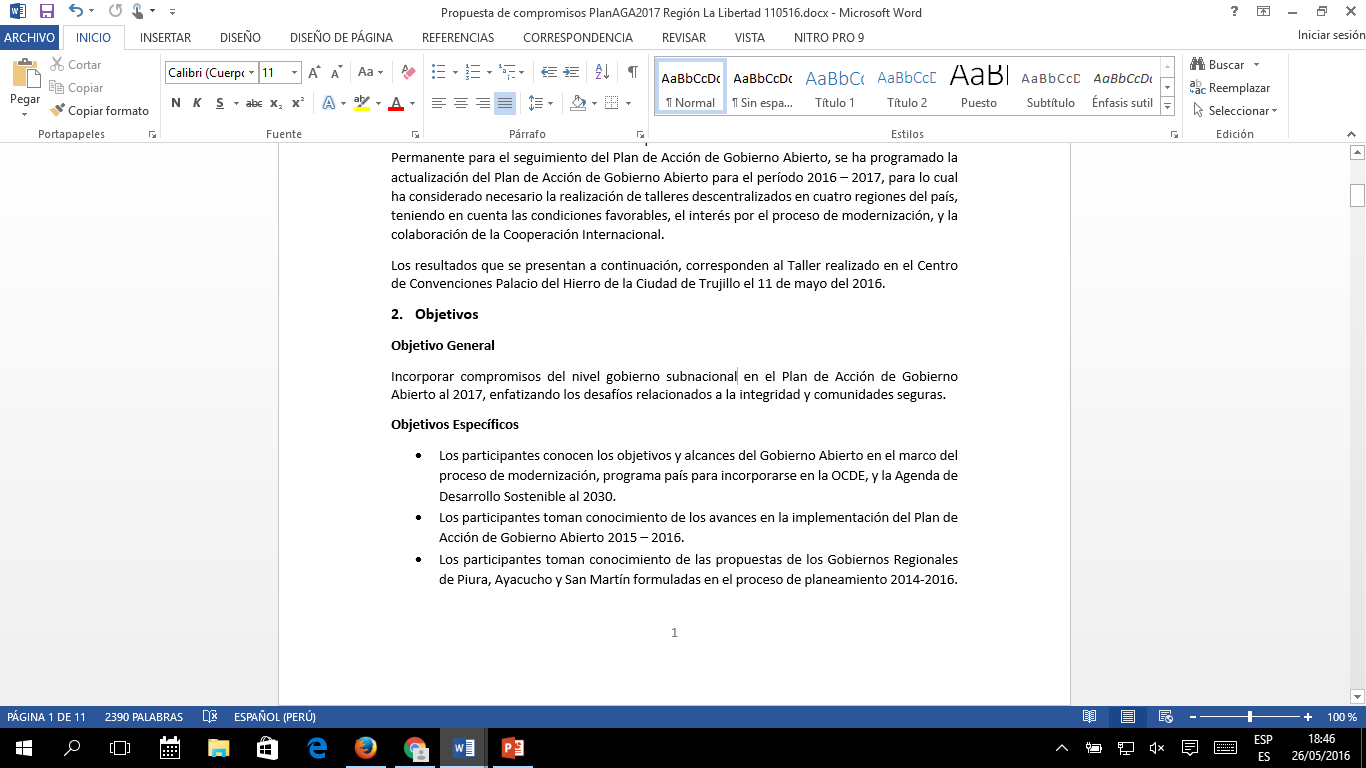 Propuesta de compromisos PlanAGA2017 Región La Libertad 110516.docx - Microsoft Word
ARCHIVO INICIO INSERTAR DISEÑO DISEÑO DE PÁGINA REFERENCIAS CORRESPONDENCIA REVISAR VISTA NITRO PRO 9 Iniciar sesión
Pegar
Cortar
Copiar
Copiar formato
Portapapeles
Calibri (Cuerpo 11
N K S abc x₂ x²
Fuente
Párrafo
AaBbCcDc AaBbCcDc AaBbCc AaBbCcD AaBl AaBbCcD AaBbCcDc
¶ Normal ¶ Sin espa... Título 1 Título 2 Puesto Subtítulo Énfasis sutil
Estilos
Buscar
Reemplazar
Seleccionar
Edición
Permanente para el seguimiento del Plan de Acción de Gobierno Abierto, se ha programado la
actualización del Plan de Acción de Gobierno Abierto para el período 2016 – 2017, para lo cual
ha considerado necesario la realización de talleres descentralizados en cuatro regiones del país,
teniendo en cuenta las condiciones favorables, el interés por el proceso de modernización, y la
colaboración de la Cooperación Internacional.
Los resultados que se presentan a continuación, corresponden al Taller realizado en el Centro
de Convenciones Palacio del Hierro de la Ciudad de Trujillo el 11 de mayo del 2016.
2. Objetivos
Objetivo General
Incorporar compromisos del nivel gobierno subnacional en el Plan de Acción de Gobierno
Abierto al 2017, enfatizando los desafíos relacionados a la integridad y comunidades seguras.
Objetivos Específicos
• Los participantes conocen los objetivos y alcances del Gobierno Abierto en el marco del
proceso de modernización, programa país para incorporarse en la OCDE, y la Agenda de
Desarrollo Sostenible al 2030.
• Los participantes toman conocimiento de los avances en la implementación del Plan de
Acción de Gobierno Abierto 2015 – 2016.
• Los participantes toman conocimiento de las propuestas de los Gobiernos Regionales
de Piura, Ayacucho y San Martín formuladas en el proceso de planeamiento 2014-2016.
1
PÁGINA 1 DE 11 2390 PALABRAS ESPAÑOL (PERÚ) 100 %
ESP
ES
18:46
26/05/2016